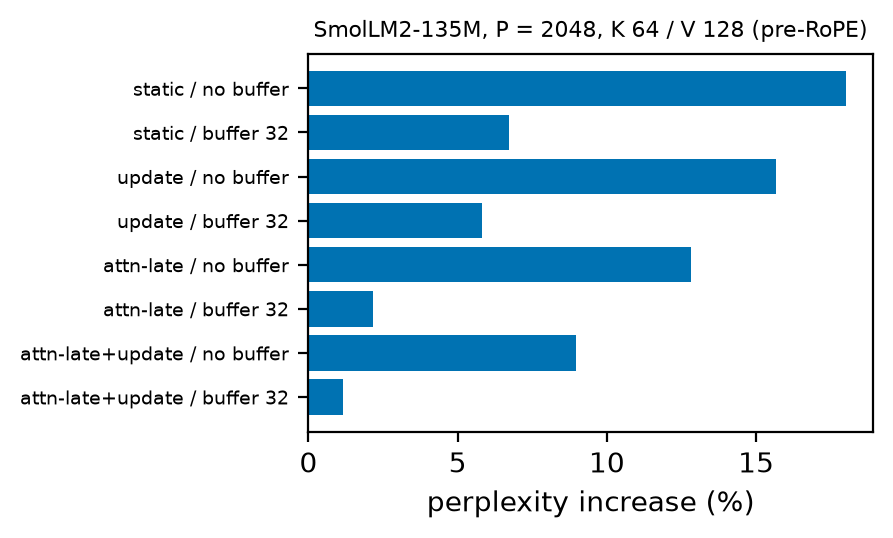 SmolLM2-135M, P = 2048, K 64 / V 128 (pre-RoPE)
static / no buffer
static / buffer 32
update / no buffer
update / buffer 32
attn-late / no buffer
attn-late / buffer 32
attn-late+update / no buffer
attn-late+update / buffer 32
0 5 10 15
perplexity increase (%)